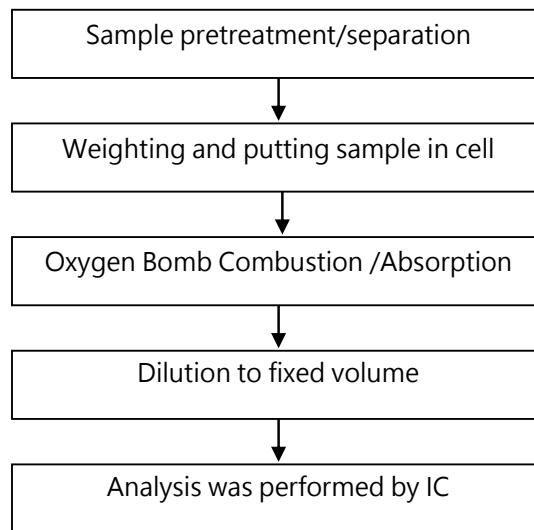 Sample pretreatment/separation
Weighting and putting sample in cell
Oxygen Bomb Combustion /Absorption
Dilution to fixed volume
Analysis was performed by IC